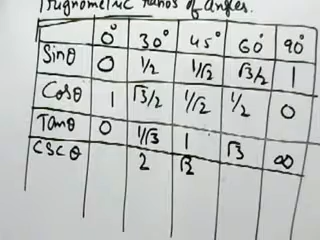 Trignometric Ratios of Angles.
0° 30° 45° 60° 90°
Sinθ 0 1/2 1/√2 √3/2 1
Cosθ 1 √3/2 1/√2 1/2 0
Tanθ 0 1/√3 1 √3 ∞
CSCθ 2 √2